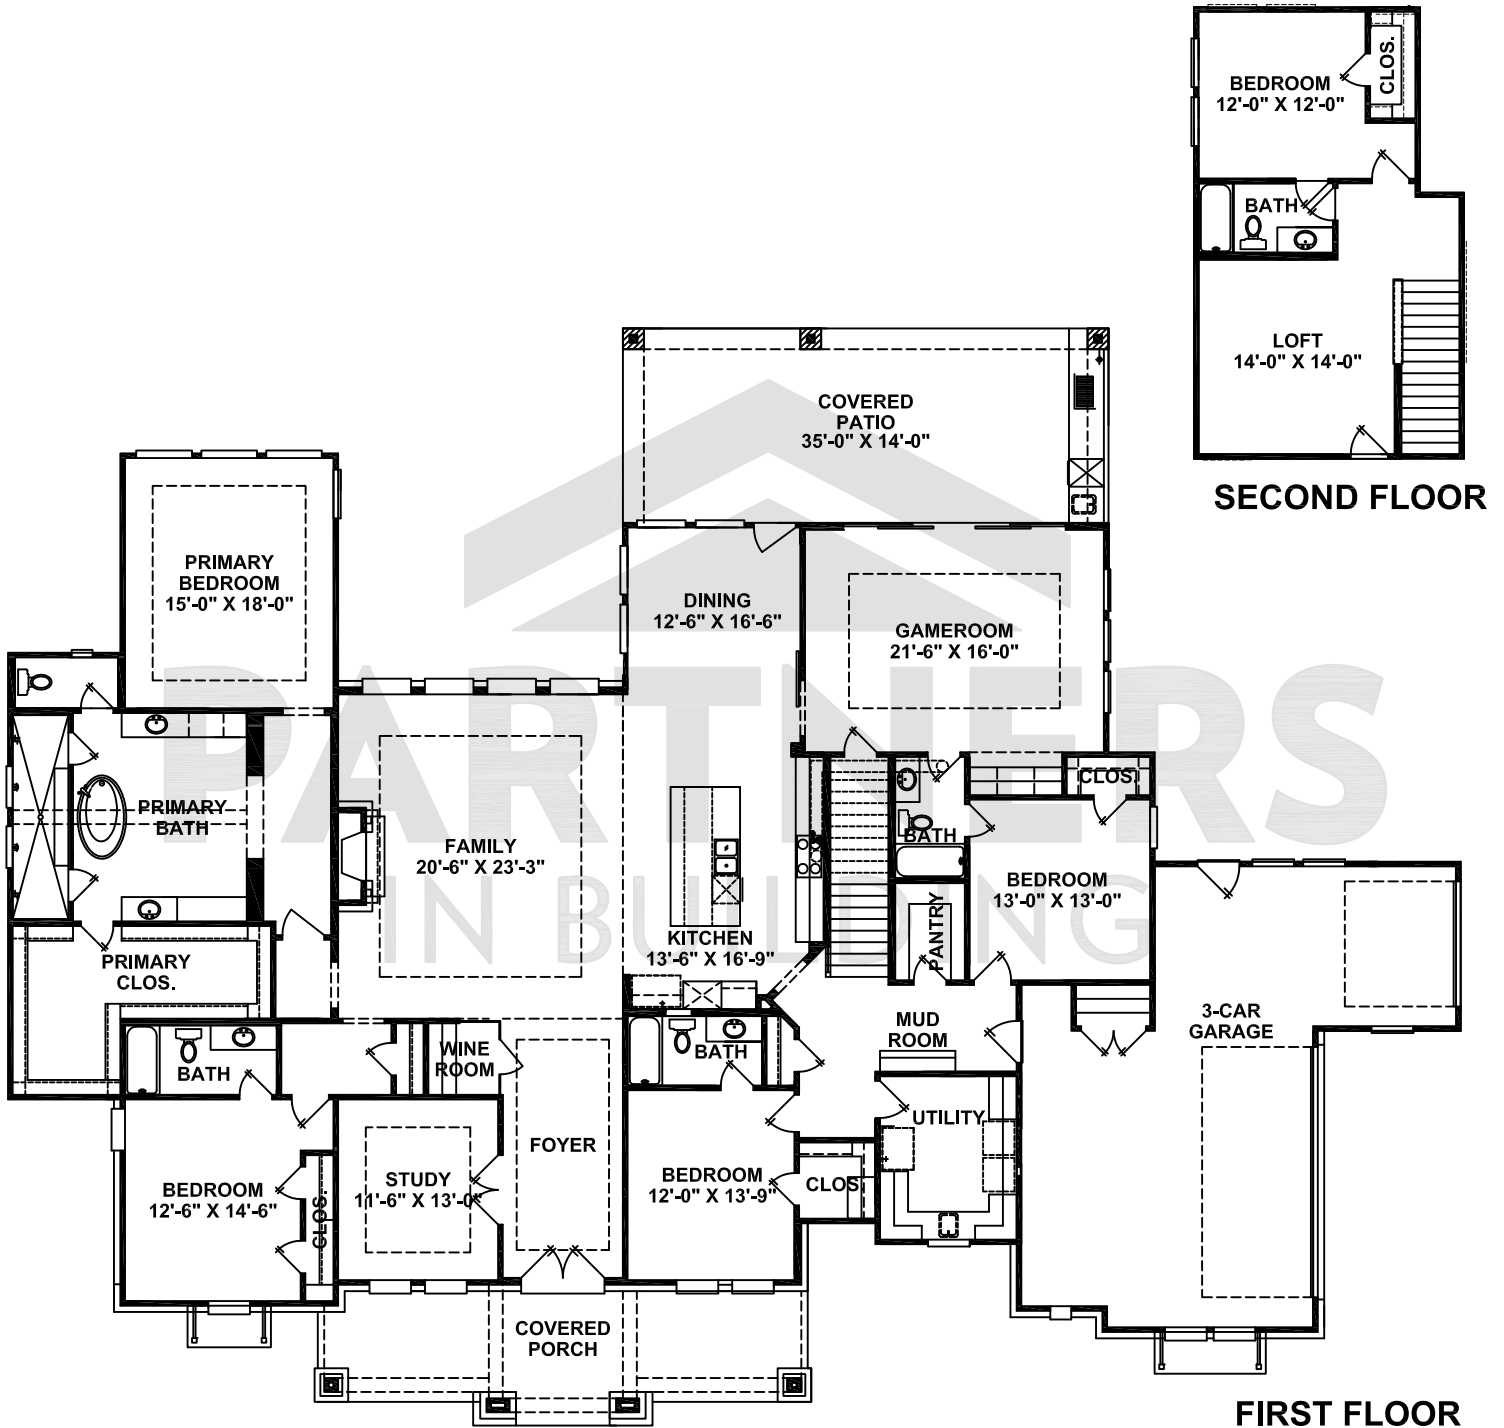 BEDROOM
12'-0" X 12'-0"
CLOS.
BATH
LOFT
14'-0" X 14'-0"
SECOND FLOOR
COVERED
PATIO
35'-0" X 14'-0"
PRIMARY
BEDROOM
15'-0" X 18'-0"
DINING
12'-6" X 16'-6"
GAMEROOM
21'-6" X 16'-0"
PARTNERS
IN BUILDING
PRIMARY
BATH
FAMILY
20'-6" X 23'-3"
CLOS.
BATH
BEDROOM
13'-0" X 13'-0"
PANTRY
KITCHEN
13'-6" X 16'-9"
PRIMARY
CLOS.
3-CAR
GARAGE
MUD
ROOM
WINE
ROOM
BATH
BATH
UTILITY
FOYER
STUDY
11'-6" X 13'-0"
BEDROOM
12'-6" X 14'-6"
CLOS.
BEDROOM
12'-0" X 13'-9"
CLOS.
COVERED
PORCH
FIRST FLOOR